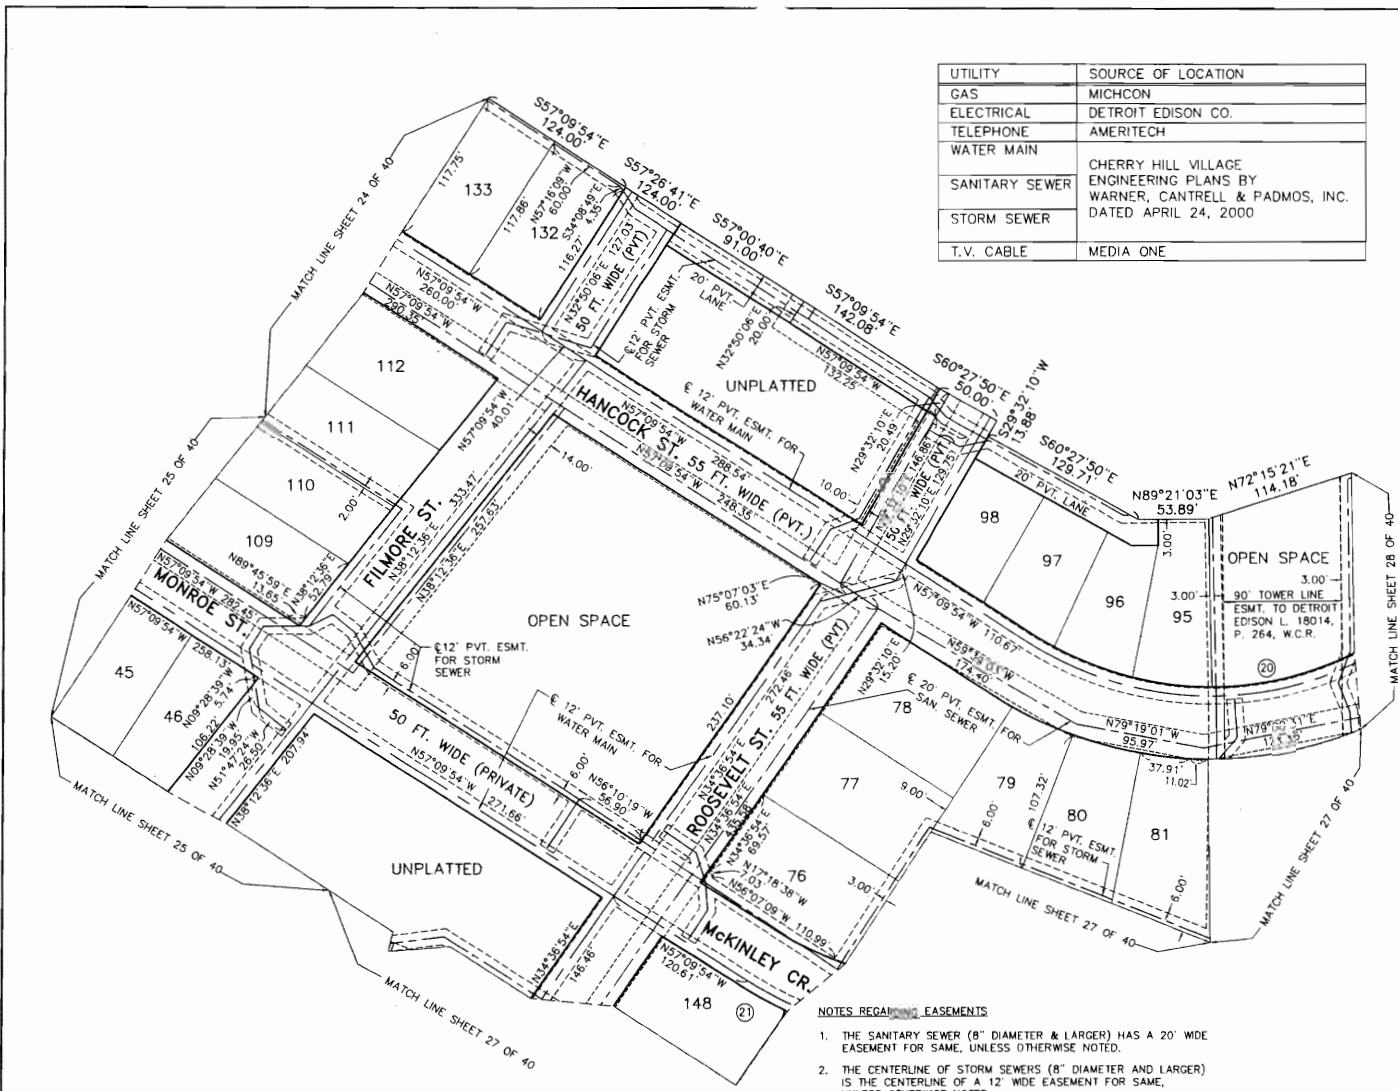 UTILITY SOURCE OF LOCATION
GAS MICHCON
ELECTRICAL DETROIT EDISON CO.
TELEPHONE AMERITECH
WATER MAIN
SANITARY SEWER
STORM SEWER
CHERRY HILL VILLAGE
ENGINEERING PLANS BY
WARNER, CANTRELL & PADMOS, INC.
DATED APRIL 24, 2000
T.V. CABLE MEDIA ONE
S57°09'54"E
124.00'
S57°26'41"E
124.00'
S57°00'40"E
91.00'
S57°09'54"E
142.08'
S60°27'50"E
50.00'
S29°32'10"W
13.88'
S60°27'50"E
129.71'
N89°21'03"E
53.89'
N72°15'21"E
114.18'
MATCH LINE SHEET 24 OF 40
117.75'
133
117.86'
N57°16'09"W
60.00'
S34°08'49"E
4.35'
132
116.27'
N32°50'06"E 127.03'
50 FT. WIDE (PVT)
N57°09'54"W
260.00'
N57°09'54"W
290.35'
20' PVT.
LANE
℄ 12' PVT. ESMT.
FOR STORM
SEWER
N32°50'06"E
20.00'
N57°09'54"W
132.25'
UNPLATTED
℄ 12' PVT. ESMT. FOR
WATER MAIN
N29°32'10"E
20.49'
146.86'
10.00'
50 FT. WIDE (PVT)
N29°32'10"E 129.75'
20' PVT. LANE
98
97
96
95
3.00'
3.00'
OPEN SPACE
3.00'
90' TOWER LINE
ESMT. TO DETROIT
EDISON L. 18014,
P. 264, W.C.R.
20
MATCH LINE SHEET 28 OF 40
112
111
110
109
2.00'
N57°09'54"W
40.01'
333.47'
FILMORE ST.
N38°12'36"E
N38°12'36"E 257.63'
HANCOCK ST. 55 FT. WIDE (PVT.)
N57°09'54"W 288.54'
N57°09'54"W 248.35'
14.00'
MATCH LINE SHEET 25 OF 40
N89°45'59"E
13.65'
N38°12'36"E
52.79'
N57°09'54"W 282.45'
MONROE ST.
N57°09'54"W
258.13'
45
46
N09°28'39"W
5.74'
106.22'
N09°28'39"W
19.95'
N51°47'24"W
26.50'
N38°12'36"E 207.94'
6.00'
℄ 12' PVT. ESMT.
FOR STORM
SEWER
OPEN SPACE
℄ 12' PVT. ESMT. FOR
WATER MAIN
50 FT. WIDE (PRIVATE)
N57°09'54"W
271.66'
6.00'
N56°10'19"W
56.90'
N75°07'03"E
60.13'
N56°22'24"W
34.34'
237.10'
N34°36'54"E 272.46'
ROOSEVELT ST. 55 FT. WIDE (PVT)
N34°36'54"E
N34°36'54"E
69.57'
N17°18'38"W
7.03'
N56°07'09"W 110.99'
N29°32'10"E
15.20'
N57°09'54"W 110.67'
174.40'
℄ 20' PVT. ESMT. FOR
SAN. SEWER
78
77
76
9.00'
3.00'
79
6.00'
107.32'
80
81
℄ 12' PVT. ESMT.
FOR STORM
SEWER
N79°19'01"W
95.97'
37.91'
11.02'
6.00'
MATCH LINE SHEET 27 OF 40
MATCH LINE SHEET 27 OF 40
MATCH LINE SHEET 25 OF 40
UNPLATTED
N34°36'54"E
146.46'
MATCH LINE SHEET 27 OF 40
McKINLEY CR.
N57°09'54"W
120.61'
148
21
NOTES EASEMENTS
1. THE SANITARY SEWER (8" DIAMETER & LARGER) HAS A 20' WIDE
EASEMENT FOR SAME, UNLESS OTHERWISE NOTED.
2. THE CENTERLINE OF STORM SEWERS (8" DIAMETER AND LARGER)
IS THE CENTERLINE OF A 12' WIDE EASEMENT FOR SAME,